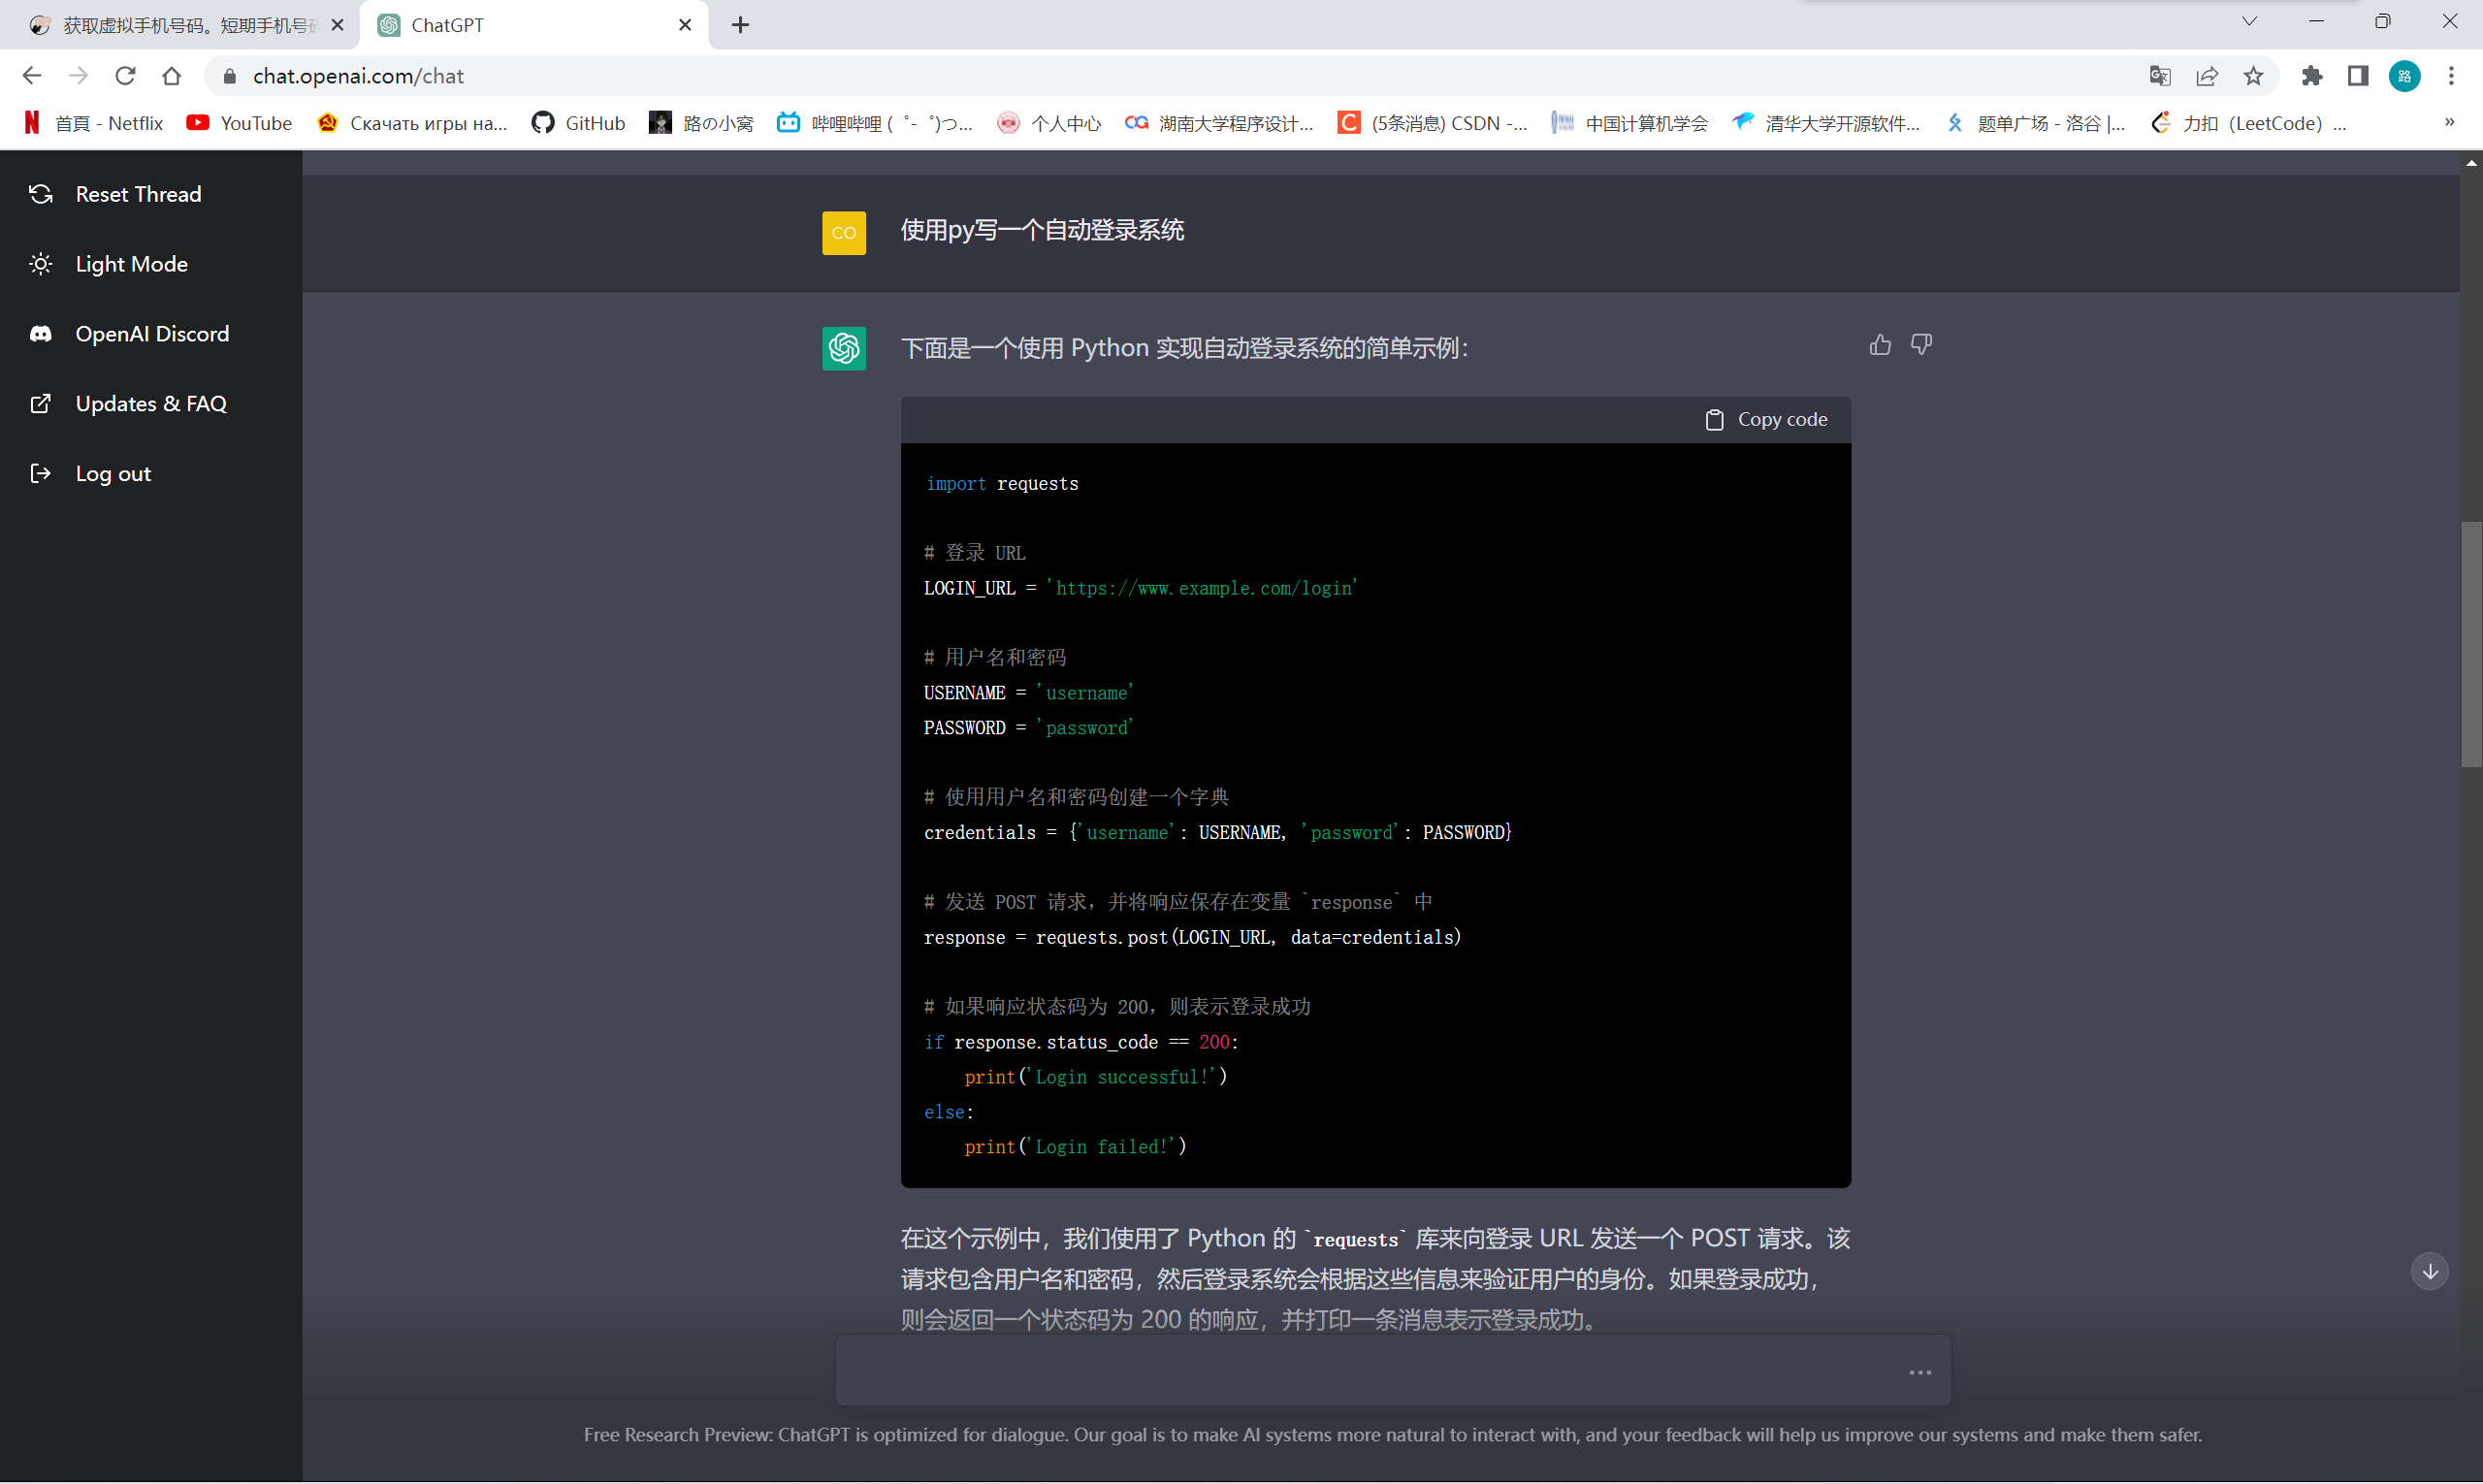 获取虚拟手机号码。短期手机号码
ChatGPT
chat.openai.com/chat
路
首頁 - Netflix
YouTube
Скачать игры на...
GitHub
路の小窝
哔哩哔哩 ( ゜- ゜)つ...
个人中心
湖南大学程序设计...
(5条消息) CSDN -...
中国计算机学会
清华大学开源软件...
题单广场 - 洛谷 |...
力扣（LeetCode）...
»
Reset Thread
Light Mode
OpenAI Discord
Updates & FAQ
Log out
CO
使用py写一个自动登录系统
下面是一个使用 Python 实现自动登录系统的简单示例：
Copy code
import requests
# 登录 URL
LOGIN_URL = 'https://www.example.com/login'
# 用户名和密码
USERNAME = 'username'
PASSWORD = 'password'
# 使用用户名和密码创建一个字典
credentials = {'username': USERNAME, 'password': PASSWORD}
# 发送 POST 请求，并将响应保存在变量 `response` 中
response = requests.post(LOGIN_URL, data=credentials)
# 如果响应状态码为 200，则表示登录成功
if response.status_code == 200:
    print('Login successful!')
else:
    print('Login failed!')
在这个示例中，我们使用了 Python 的 `requests` 库来向登录 URL 发送一个 POST 请求。该
请求包含用户名和密码，然后登录系统会根据这些信息来验证用户的身份。如果登录成功，
则会返回一个状态码为 200 的响应，并打印一条消息表示登录成功。
Free Research Preview: ChatGPT is optimized for dialogue. Our goal is to make AI systems more natural to interact with, and your feedback will help us improve our systems and make them safer.